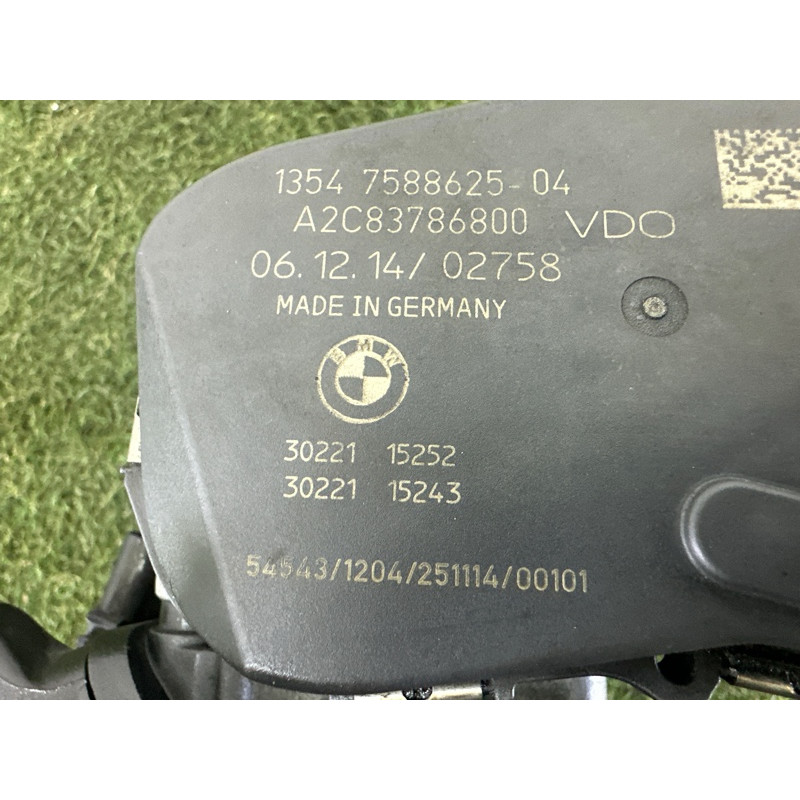 1354 7588625-04
A2C83786800 VDO
06.12.14/ 02758
MADE IN GERMANY
BMW
30221 15252
30221 15243
54543/1204/251114/00101